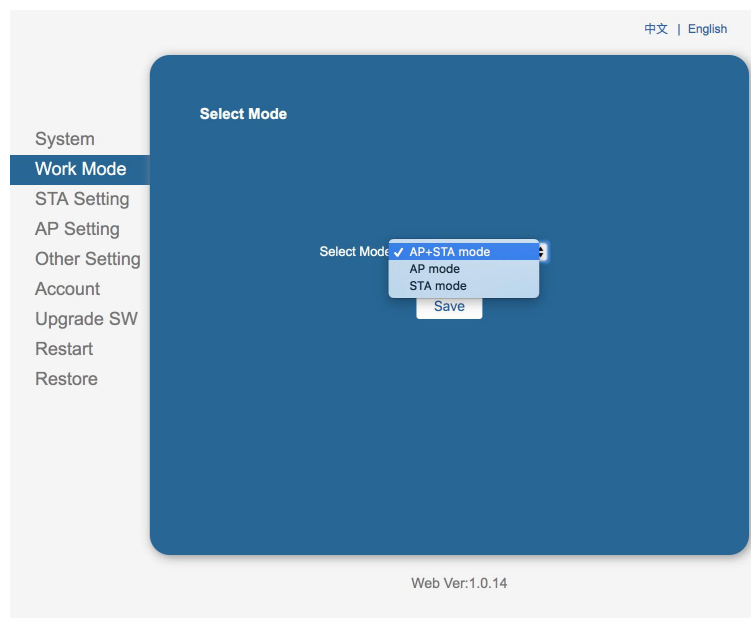 中文 | English
Select Mode
System
Work Mode
STA Setting
AP Setting
Other Setting
Account
Upgrade SW
Restart
Restore
Select Mode ✓ AP+STA mode
AP mode
STA mode
Save
Web Ver:1.0.14